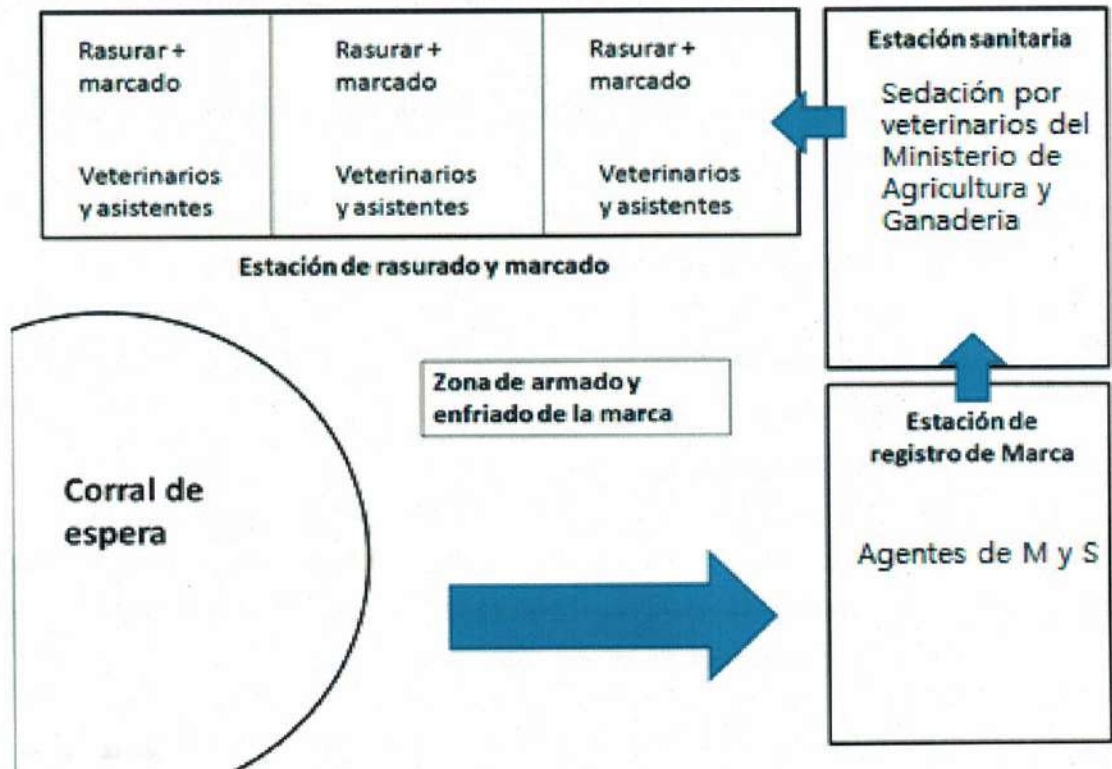 Rasurar +
marcado
Veterinarios
y asistentes
Rasurar +
marcado
Veterinarios
y asistentes
Rasurar +
marcado
Veterinarios
y asistentes
Estación sanitaria
Sedación por
veterinarios del
Ministerio de
Agricultura y
Ganaderia
Estación de rasurado y marcado
Zona de armado y
enfriado de la marca
Estación de
registro de Marca
Agentes de M y S
Corral de
espera